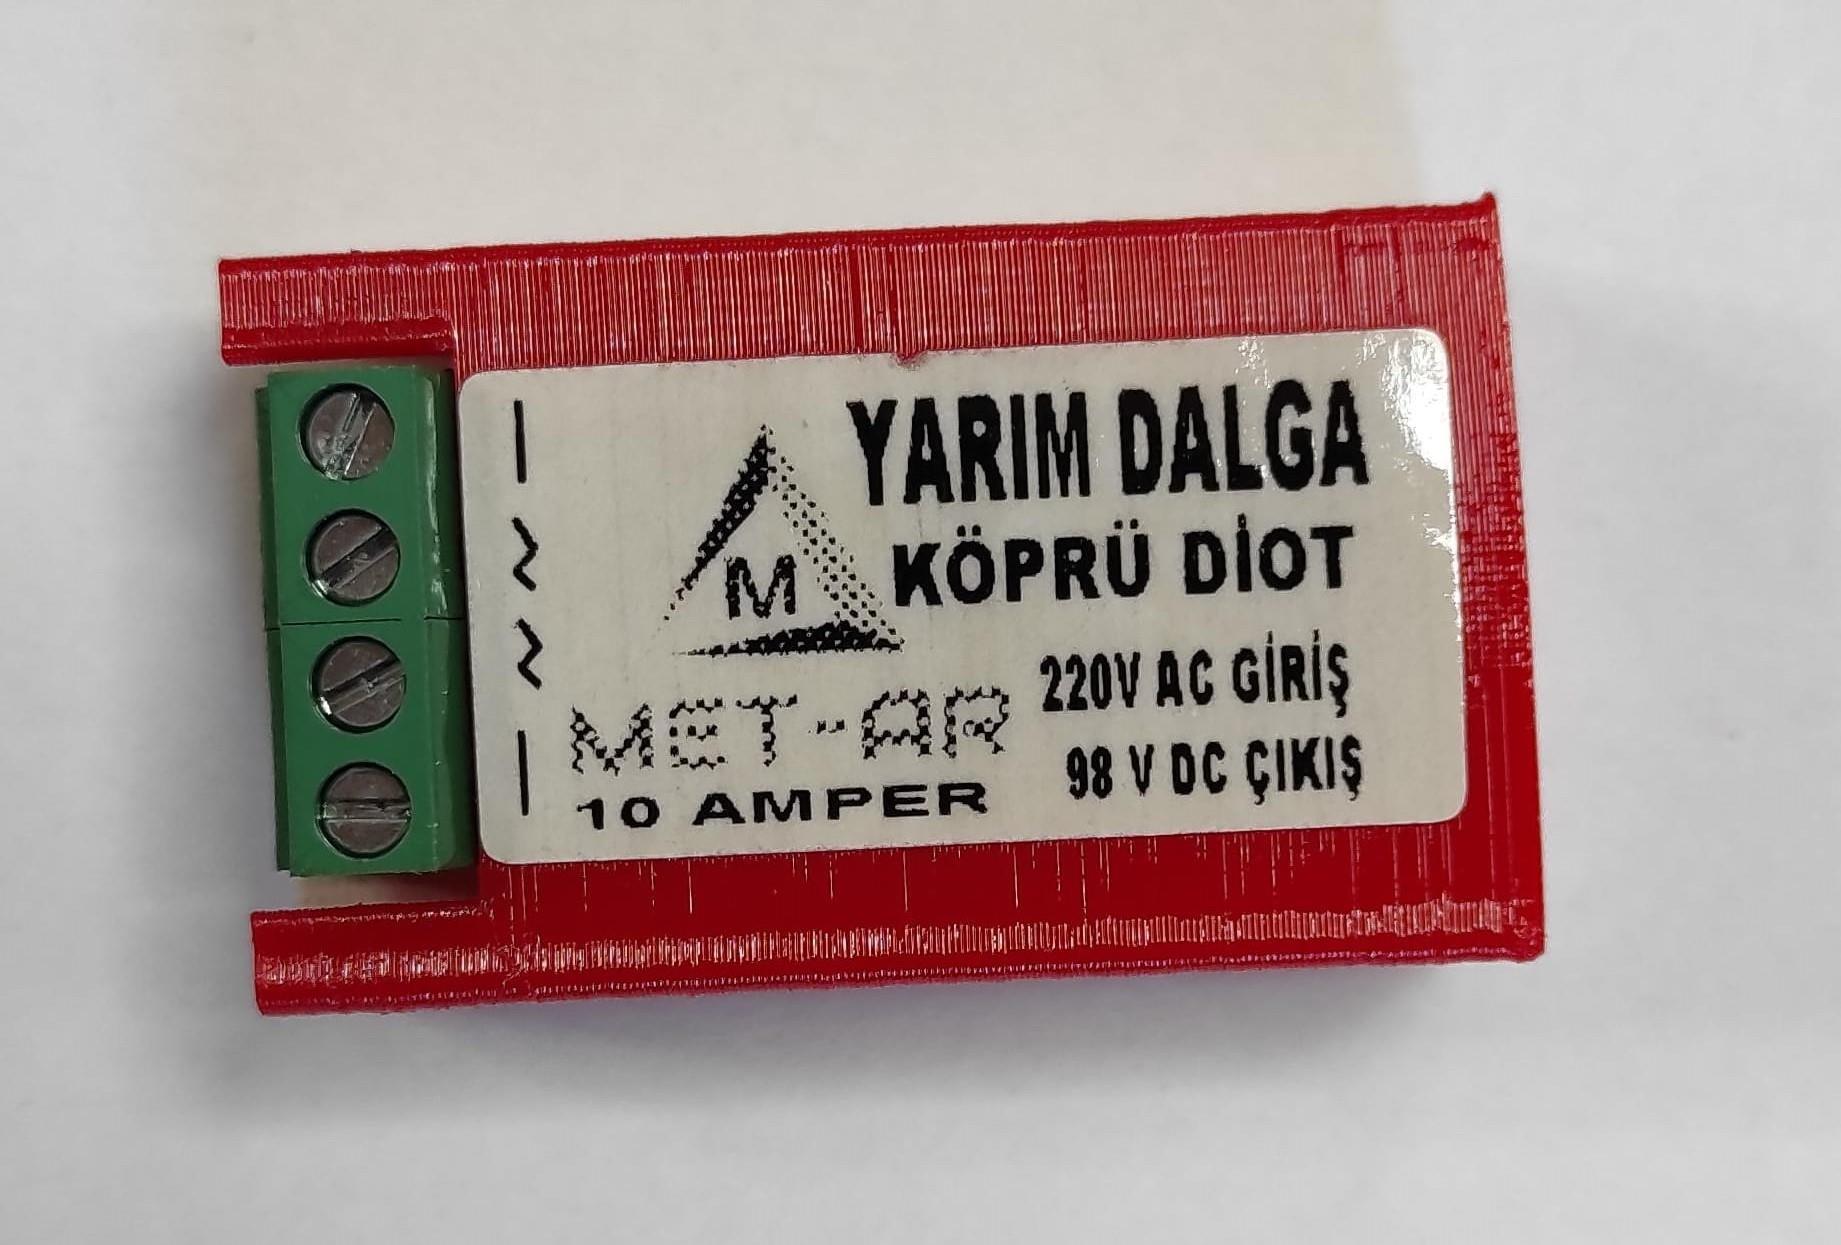 YARIM DALGA
KÖPRÜ DİOT
M
220V AC GİRİŞ
MET-AR
98 V DC ÇIKIŞ
10 AMPER